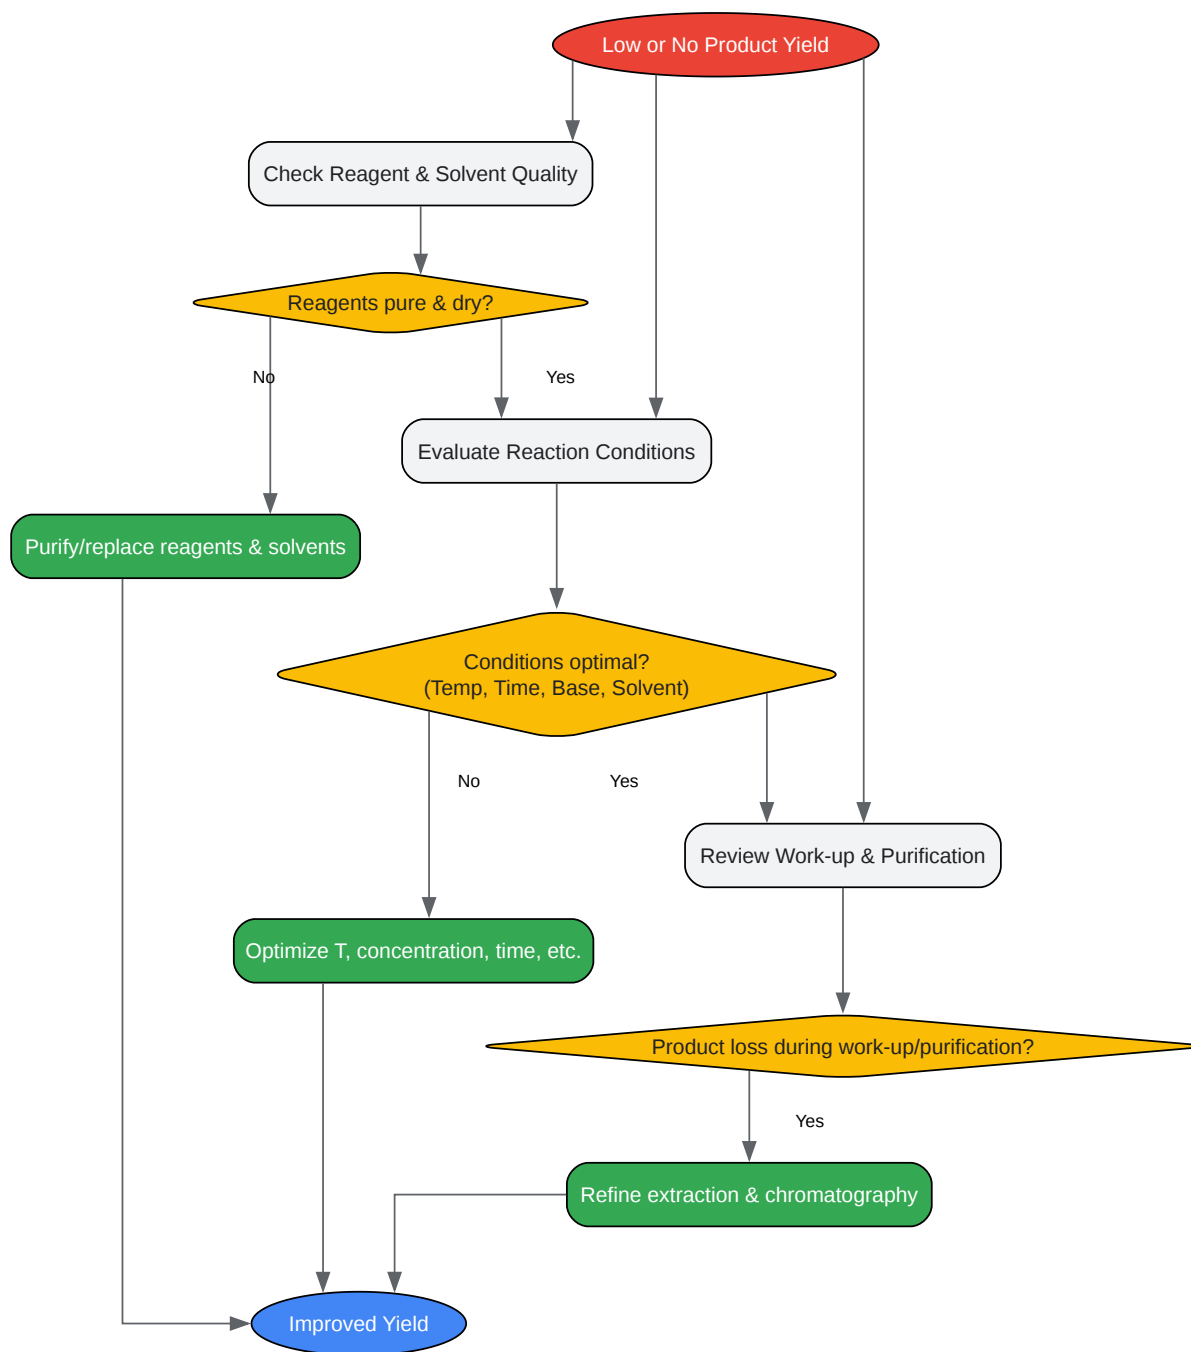 Low or No Product Yield
Check Reagent & Solvent Quality
Reagents pure & dry?
No
Yes
Evaluate Reaction Conditions
Purify/replace reagents & solvents
Conditions optimal?
(Temp, Time, Base, Solvent)
No
Yes
Review Work-up & Purification
Optimize T, concentration, time, etc.
Product loss during work-up/purification?
Yes
Refine extraction & chromatography
Improved Yield